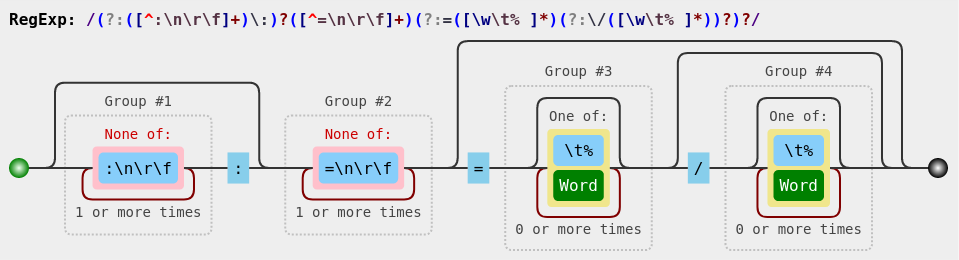 RegExp: /(?:([^:\n\r\f]+)\:)?([^=\n\r\f]+)(?:=([\w\t% ]*)(?:\/([\w\t% ]*))?)?/
Group #3 Group #4
Group #1 Group #2
One of: One of:
None of: None of:
\t% \t%
:\n\r\f : =\n\r\f = /
Word Word
1 or more times 1 or more times
0 or more times 0 or more times